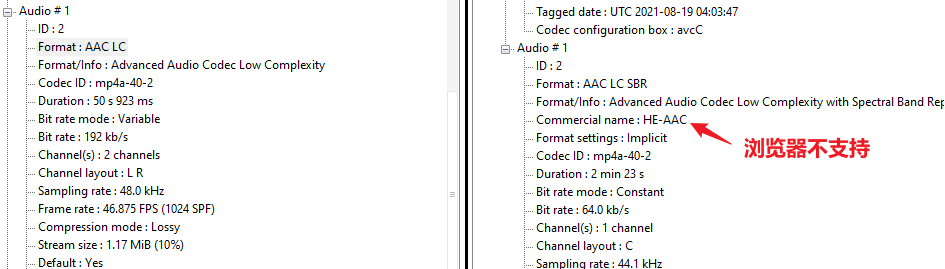 Audio # 1
ID : 2
Format : AAC LC
Format/Info : Advanced Audio Codec Low Complexity
Codec ID : mp4a-40-2
Duration : 50 s 923 ms
Bit rate mode : Variable
Bit rate : 192 kb/s
Channel(s) : 2 channels
Channel layout : L R
Sampling rate : 48.0 kHz
Frame rate : 46.875 FPS (1024 SPF)
Compression mode : Lossy
Stream size : 1.17 MiB (10%)
Default : Yes
Tagged date : UTC 2021-08-19 04:03:47
Codec configuration box : avcC
Audio # 1
ID : 2
Format : AAC LC SBR
Format/Info : Advanced Audio Codec Low Complexity with Spectral Band Rep
Commercial name : HE-AAC
浏览器不支持
Format settings : Implicit
Codec ID : mp4a-40-2
Duration : 2 min 23 s
Bit rate mode : Constant
Bit rate : 64.0 kb/s
Channel(s) : 1 channel
Channel layout : C
Sampling rate : 44.1 kHz